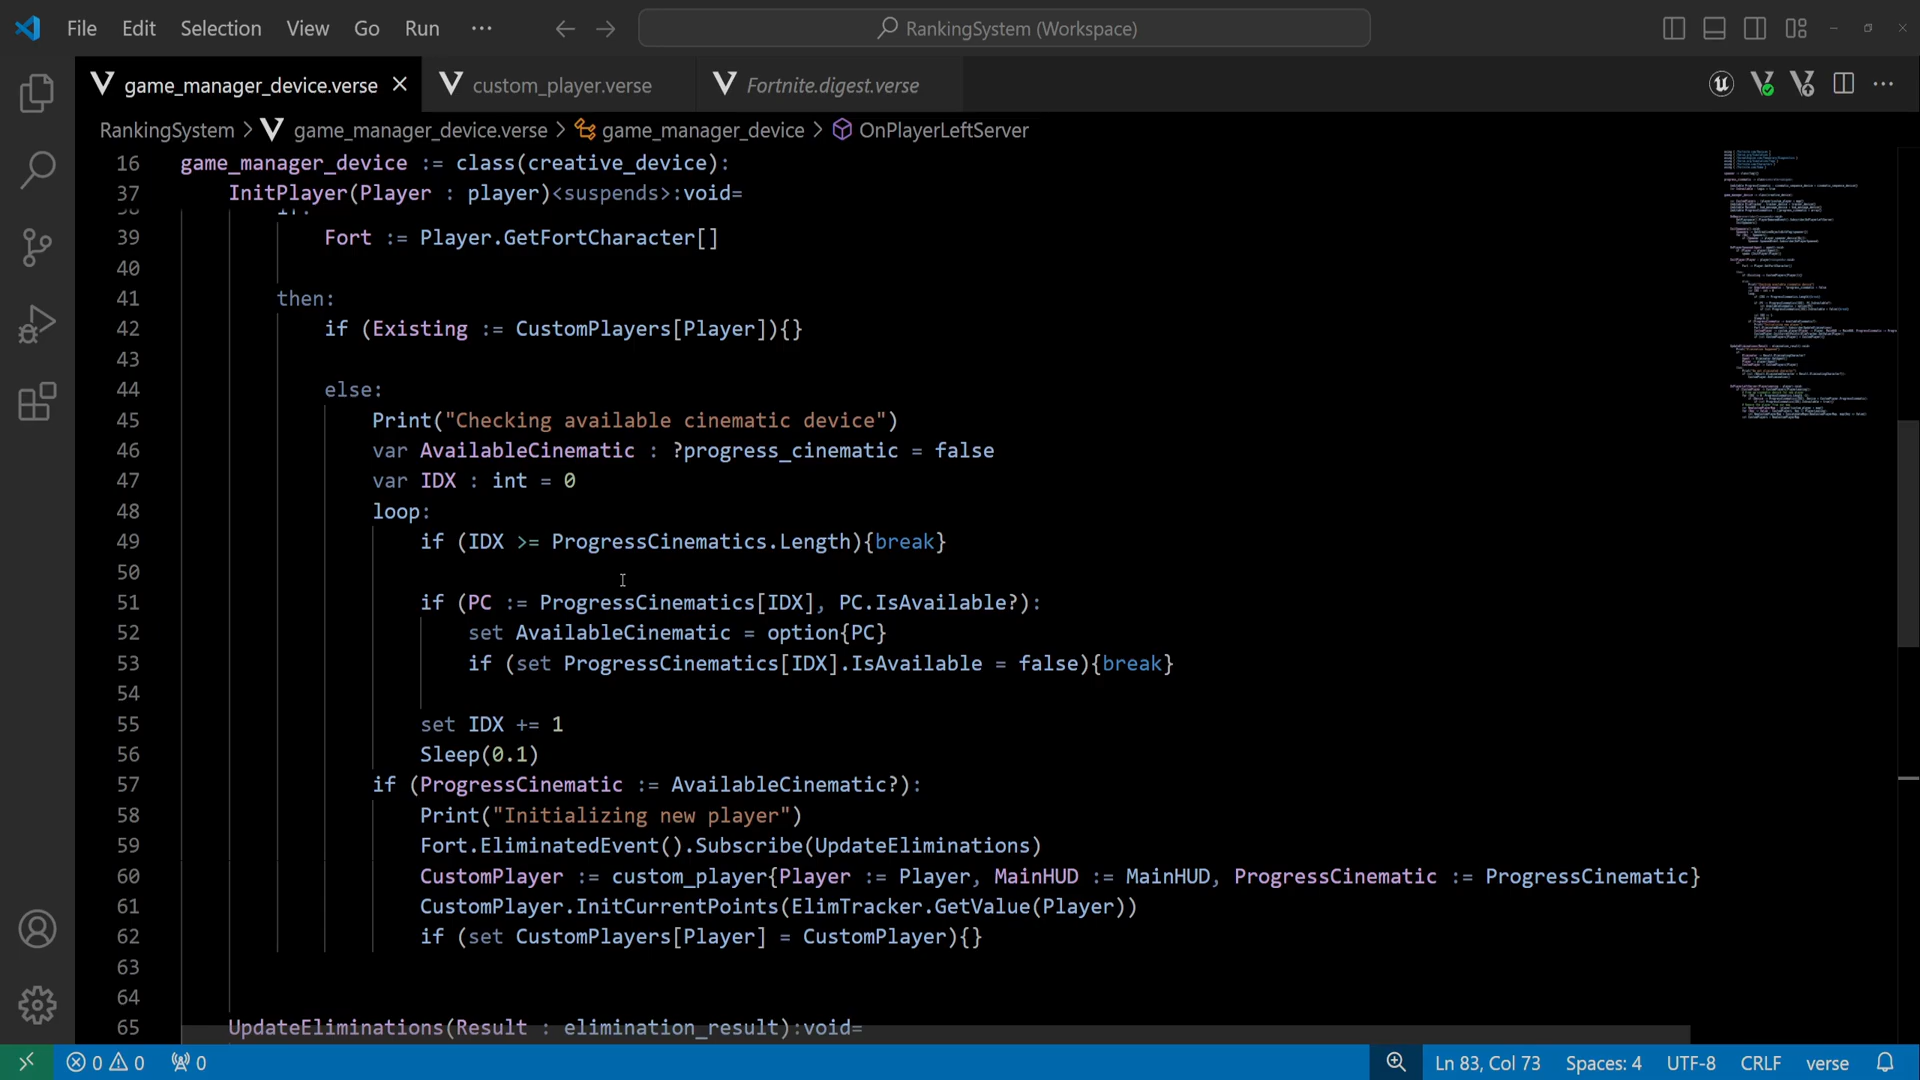 File Edit Selection View Go Run ··· RankingSystem (Workspace)
game_manager_device.verse custom_player.verse Fortnite.digest.verse
RankingSystem > game_manager_device.verse > game_manager_device > OnPlayerLeftServer
16 game_manager_device := class(creative_device):
37 InitPlayer(Player : player)<suspends>:void=
39 Fort := Player.GetFortCharacter[]
40
41 then:
42 if (Existing := CustomPlayers[Player]){}
43
44 else:
45 Print("Checking available cinematic device")
46 var AvailableCinematic : ?progress_cinematic = false
47 var IDX : int = 0
48 loop:
49 if (IDX >= ProgressCinematics.Length){break}
50
51 if (PC := ProgressCinematics[IDX], PC.IsAvailable?):
52 set AvailableCinematic = option{PC}
53 if (set ProgressCinematics[IDX].IsAvailable = false){break}
54
55 set IDX += 1
56 Sleep(0.1)
57 if (ProgressCinematic := AvailableCinematic?):
58 Print("Initializing new player")
59 Fort.EliminatedEvent().Subscribe(UpdateEliminations)
60 CustomPlayer := custom_player{Player := Player, MainHUD := MainHUD, ProgressCinematic := ProgressCinematic}
61 CustomPlayer.InitCurrentPoints(ElimTracker.GetValue(Player))
62 if (set CustomPlayers[Player] = CustomPlayer){}
63
64
65 UpdateEliminations(Result : elimination_result):void=
0 0 0 Ln 83, Col 73 Spaces: 4 UTF-8 CRLF verse